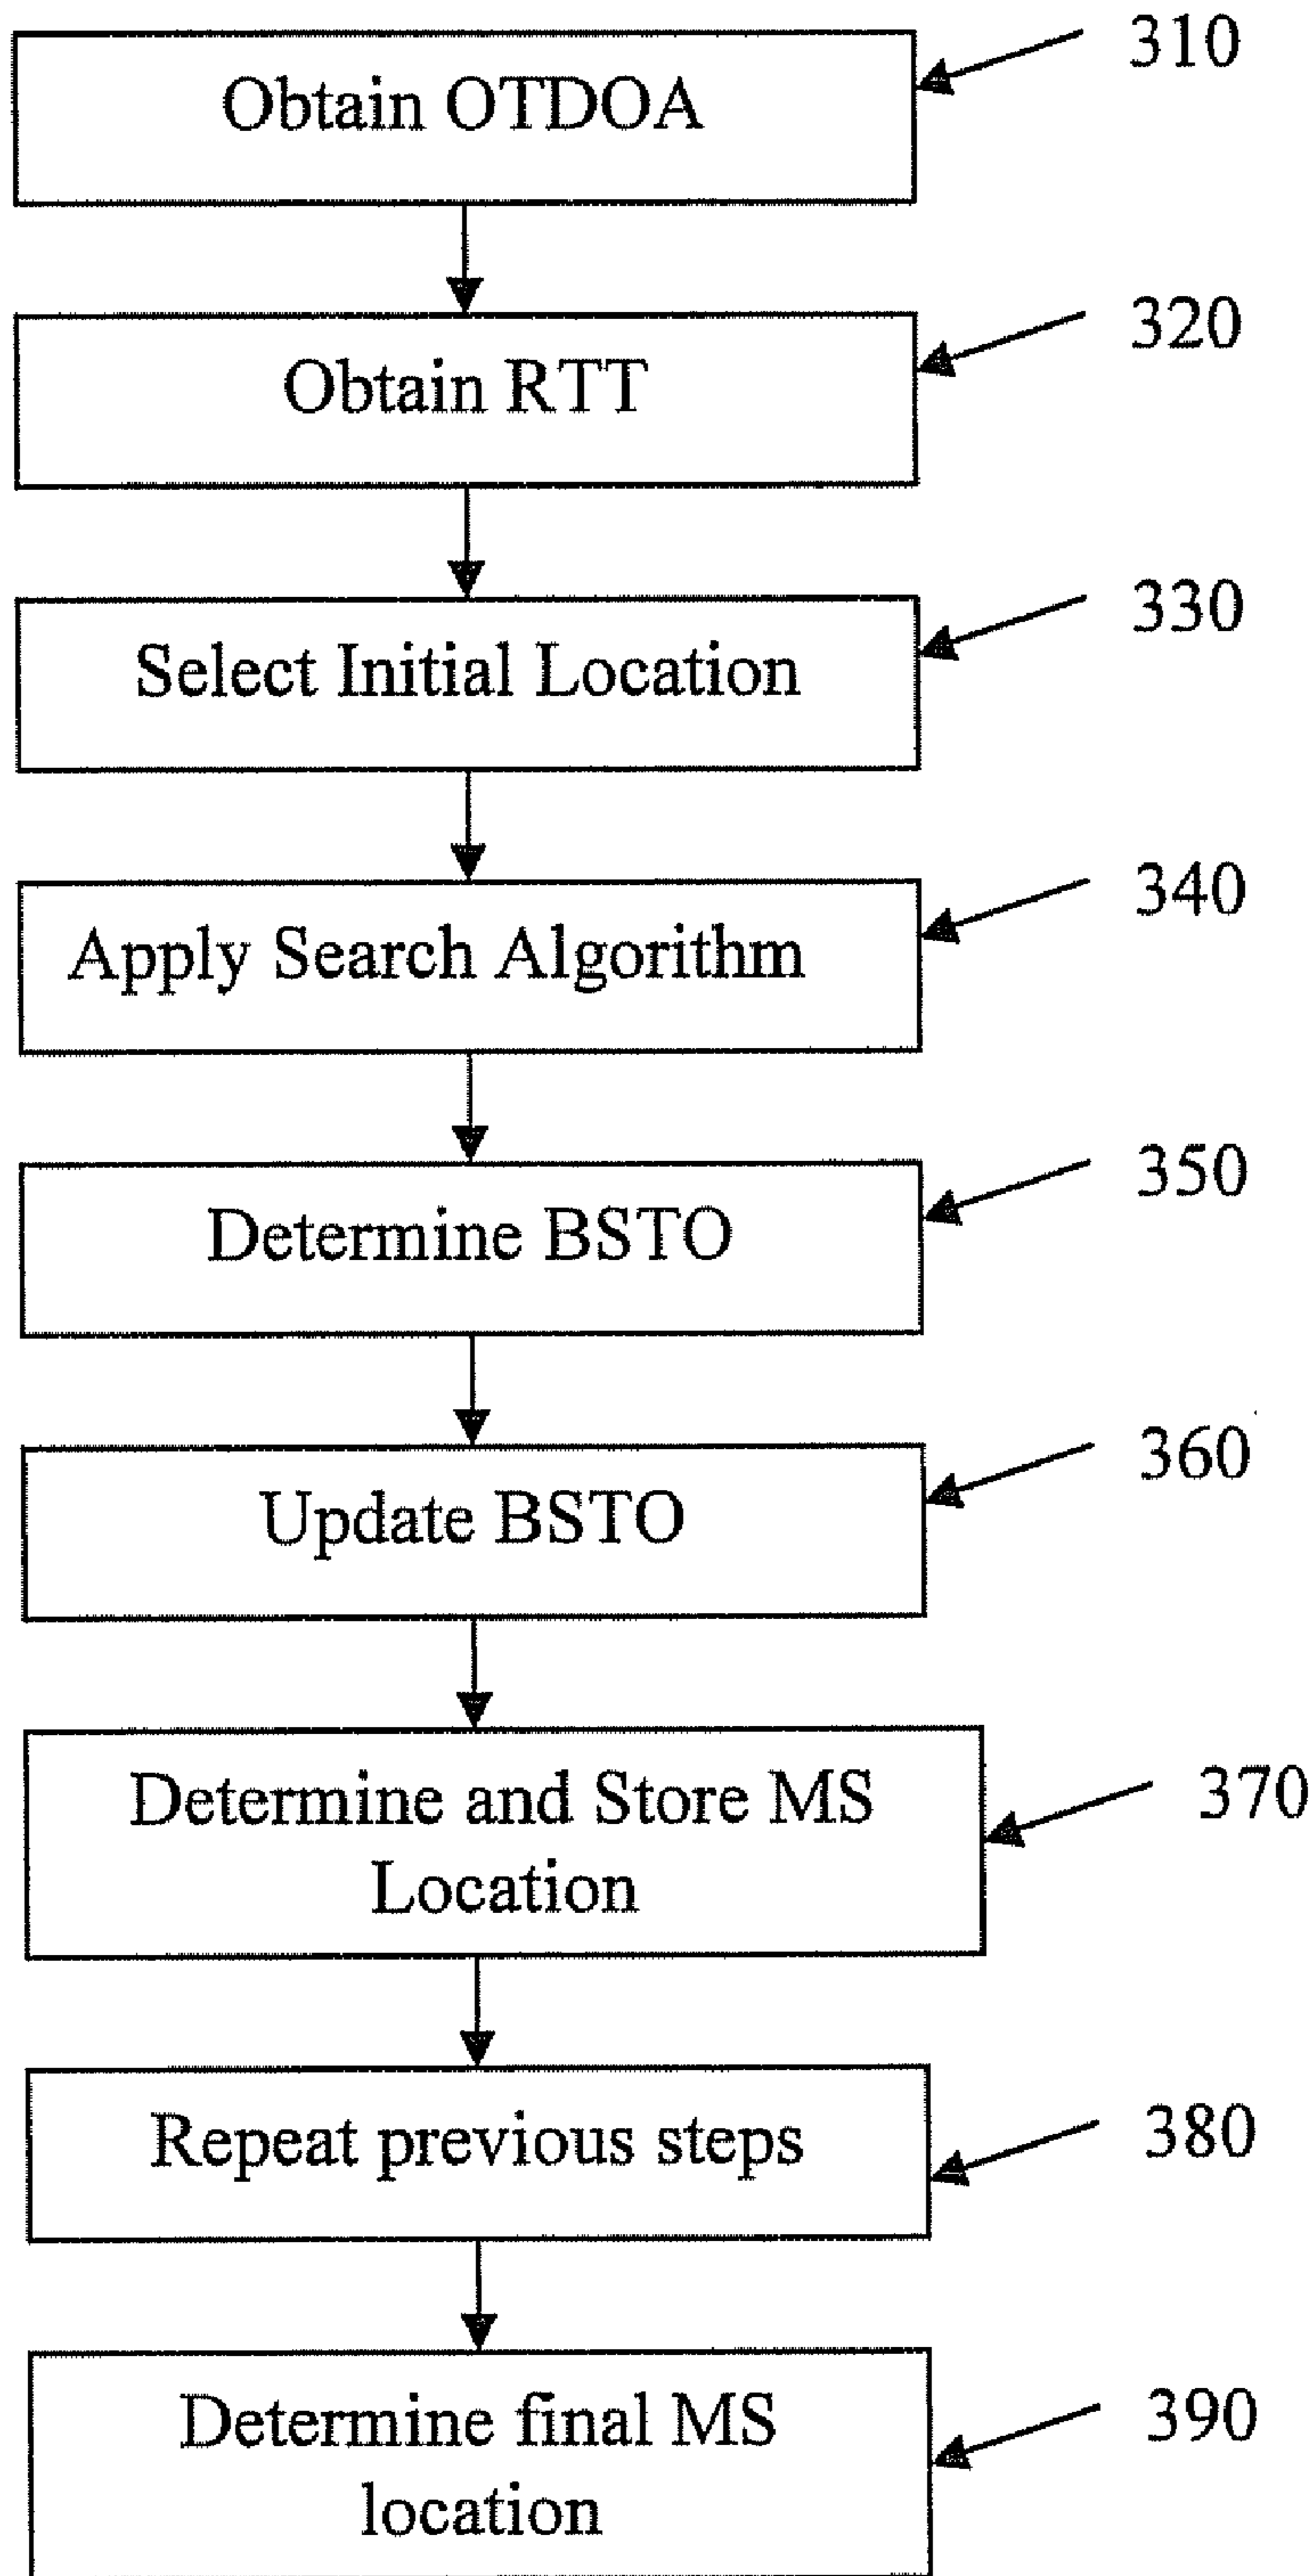 Obtain OTDOA
310
Obtain RTT
320
Select Initial Location
330
Apply Search Algorithm
340
Determine BSTO
350
Update BSTO
360
Determine and Store MS
Location
370
Repeat previous steps
380
Determine final MS
location
390